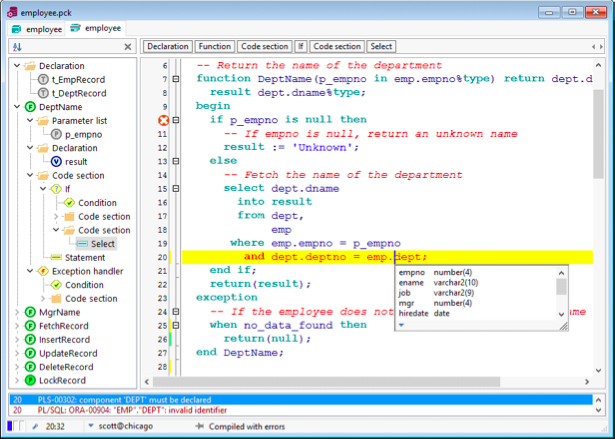 employee.pck
employee
employee
Declaration
Function
Code section
If
Code section
Select
Declaration
t_EmpRecord
t_DeptRecord
DeptName
Parameter list
p_empno
Declaration
result
Code section
If
Condition
Code section
Code section
Select
Statement
Exception handler
Condition
Code section
MgrName
FetchRecord
InsertRecord
UpdateRecord
DeleteRecord
LockRecord
6 -- Return the name of the department
7 function DeptName(p_empno in emp.empno%type) return dept.d
8 result dept.dname%type;
9 begin
if p_empno is null then
11 -- If empno is null, return an unknown name
12 result := 'Unknown';
13 else
14 -- Fetch the name of the department
15 select dept.dname
16 into result
17 from dept,
18 emp
19 where emp.empno = p_empno
20 and dept.deptno = emp.dept;
21 end if;
22 return(result);
23 exception
24 -- If the employee does not name
25 when no_data_found then
26 return(null);
27 end DeptName;
28
empno number(4)
ename varchar2(10)
job varchar2(9)
mgr number(4)
hiredate date
20 PLS-00302: component 'DEPT' must be declared
20 PL/SQL: ORA-00904: "EMP"."DEPT": invalid identifier
20:32 scott@chicago Compiled with errors